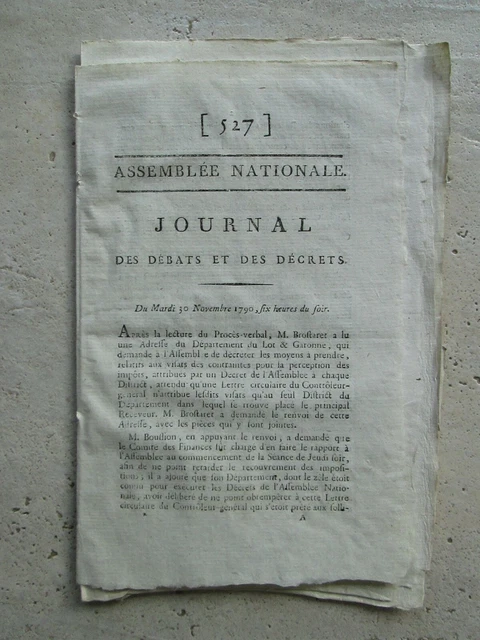 [ 527 ]
ASSEMBLÉE NATIONALE.
JOURNAL
DES DÉBATS ET DES DÉCRETS.
Du Mardi 30 Novembre 1790, six heures du soir.
Après la lecture du Procès-verbal, M. Brostaret a lu
une Adresse du Département du Lot & Garonne, qui
demande à l'Assemblée de décréter les moyens à prendre,
relatifs aux visats des contraintes pour la perception des
impôts, attribués par un Décret de l'Assemblée à chaque
District, attendu qu'une Lettre circulaire du Contrôleur-
général n'attribue lesdits visats qu'au seul District du
Département dans lequel se trouve placé le principal
Receveur. M. Brostaret a demandé le renvoi de cette
Adresse, avec les pièces qui y sont jointes.
M. Boussion, en appuyant le renvoi, a demandé que
le Comité des Finances fût chargé d'en faire le rapport à
l'Assemblée au commencement de la Séance de Jeudi soir,
afin de ne point retarder le recouvrement des imposi-
tions; il a ajouté que son Département, dont le zèle étoit
connu pour exécuter les Décrets de l'Assemblée Natio-
nale, avoit délibéré de ne point obtempérer à cette Lettre
circulaire du Contrôleur-général qui s'étoit prêté aux solli-
A